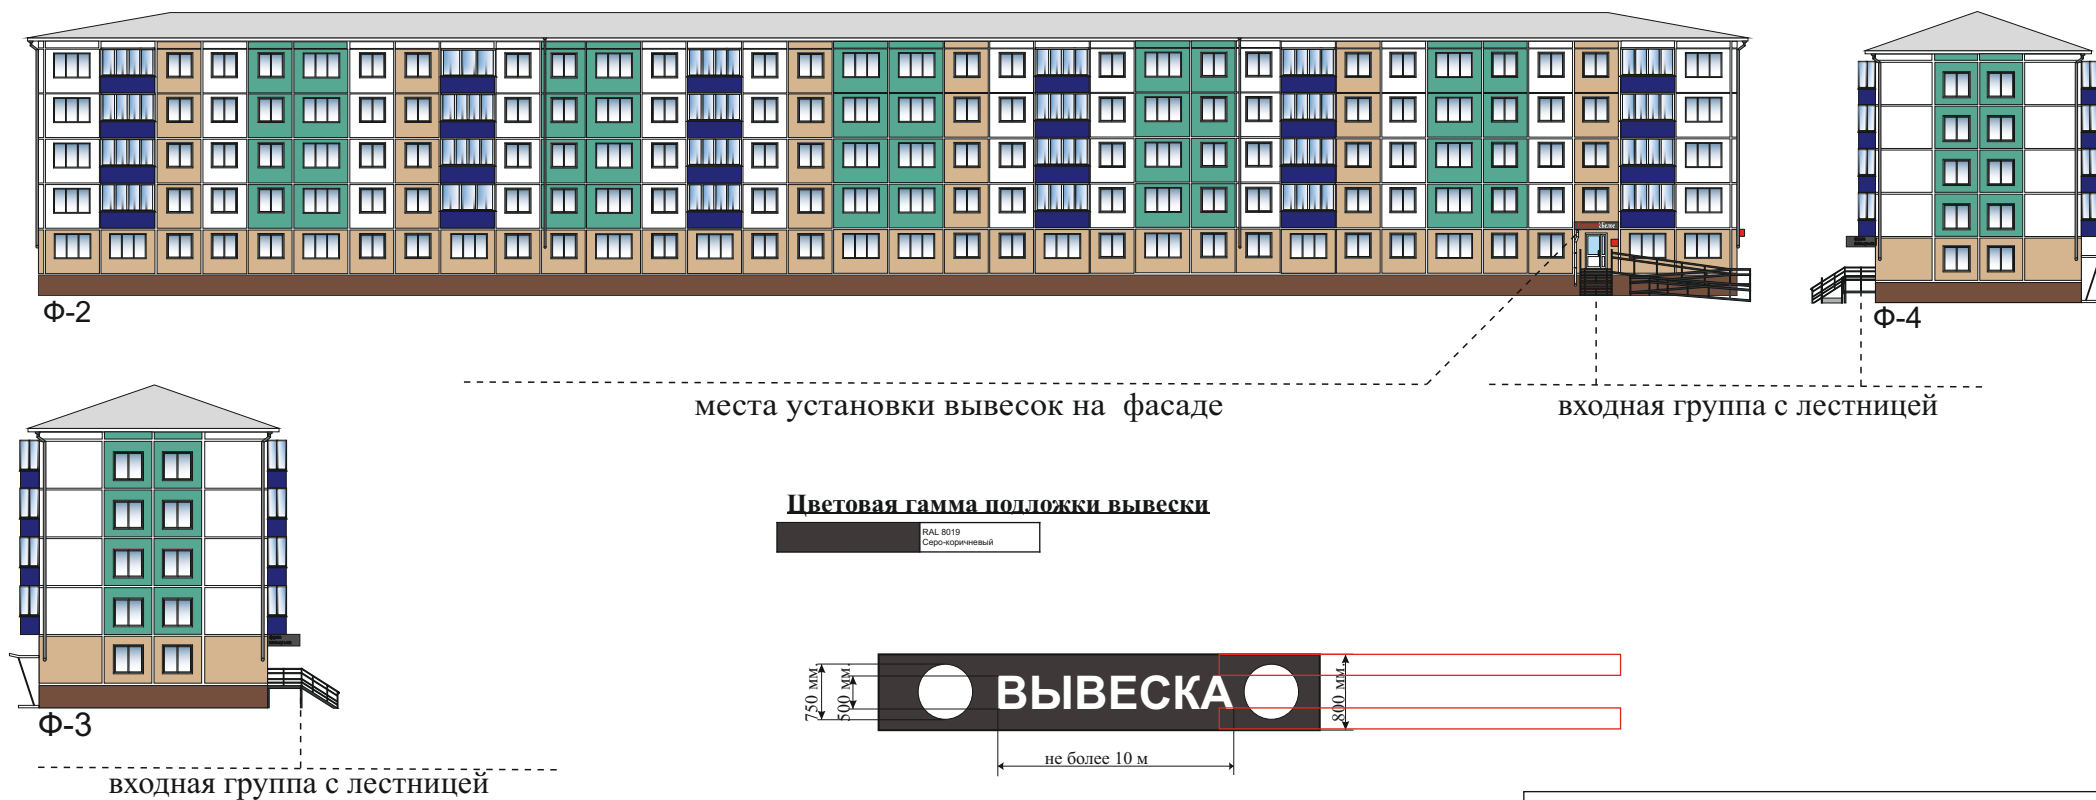 Ф-2
Ф-4
места установки вывесок на фасаде
входная группа с лестницей
Ф-3
входная группа с лестницей
Цветовая гамма подложки вывески
RAL 8019
Серо-коричневый
750 мм.
500 мм.
ВЫВЕСКА
800 мм.
не более 10 м